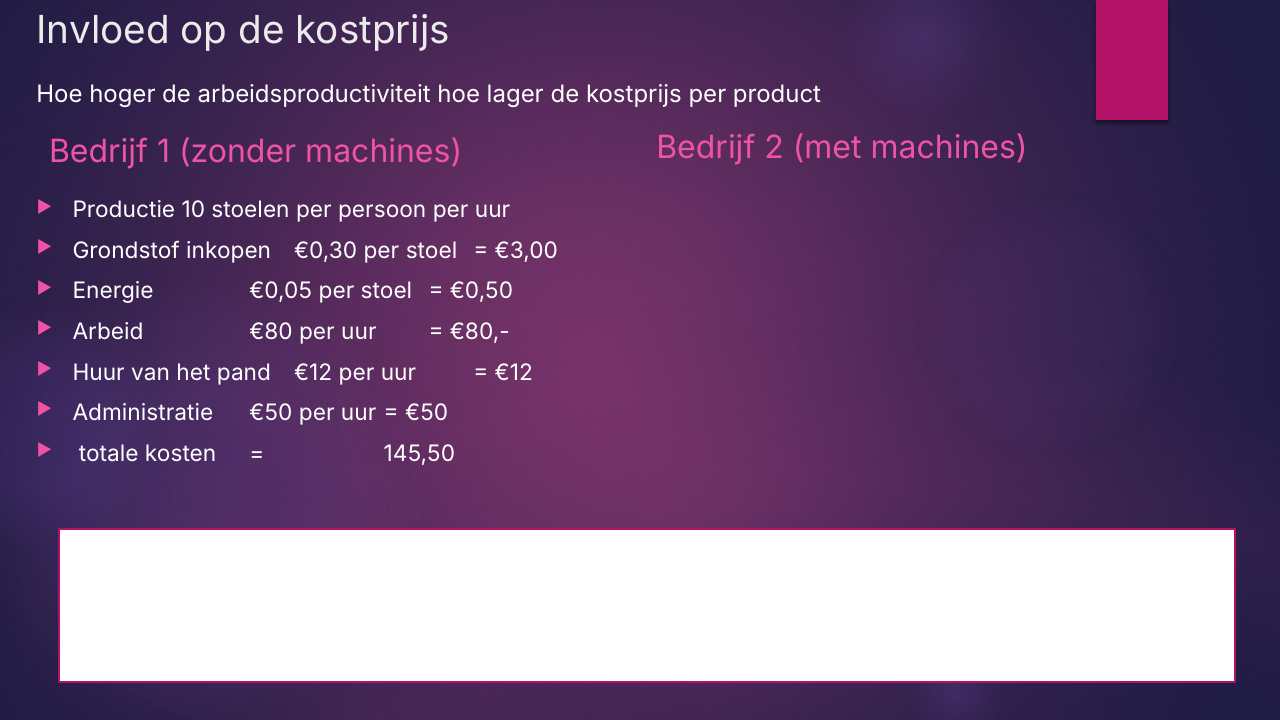 Invloed op de kostprijs
Hoe hoger de arbeidsproductiviteit hoe lager de kostprijs per product
Bedrijf 1 (zonder machines)
Productie 10 stoelen per persoon per uur
Grondstof inkopen €0,30 per stoel = €3,00
Energie €0,05 per stoel = €0,50
Arbeid €80 per uur = €80,-
Huur van het pand €12 per uur = €12
Administratie €50 per uur = €50
totale kosten = 145,50
Bedrijf 2 (met machines)